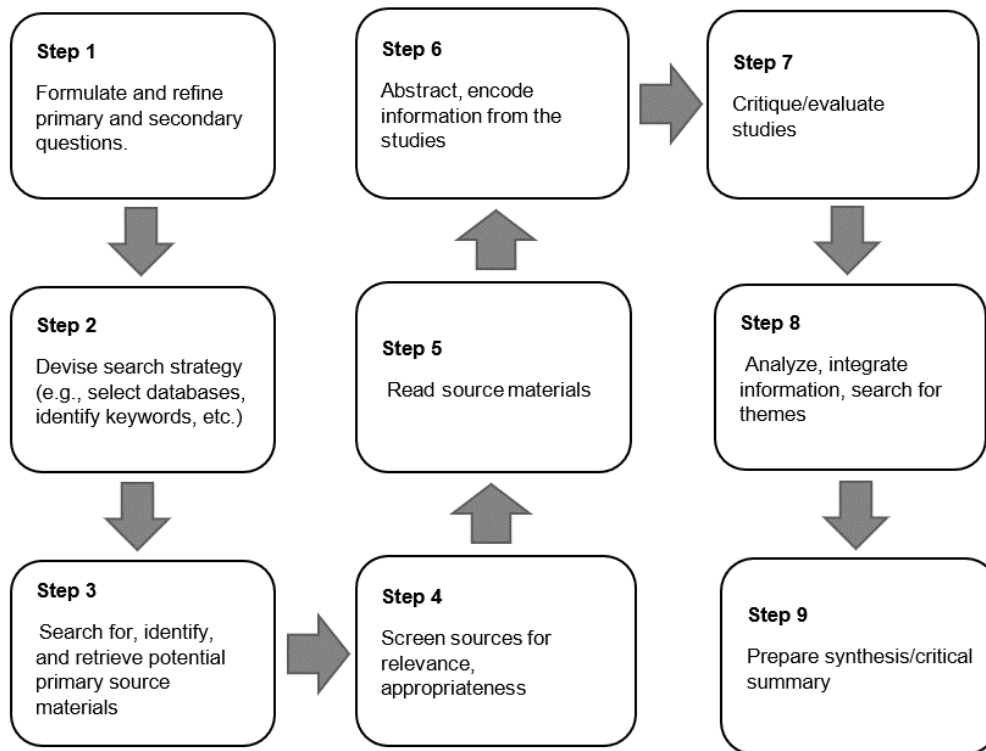 Step 1
Formulate and refine
primary and secondary
questions.
Step 2
Devise search strategy
(e.g., select databases,
identify keywords, etc.)
Step 3
Search for, identify,
and retrieve potential
primary source
materials
Step 4
Screen sources for
relevance,
appropriateness
Step 5
Read source materials
Step 6
Abstract, encode
information from the
studies
Step 7
Critique/evaluate
studies
Step 8
Analyze, integrate
information, search for
themes
Step 9
Prepare synthesis/critical
summary